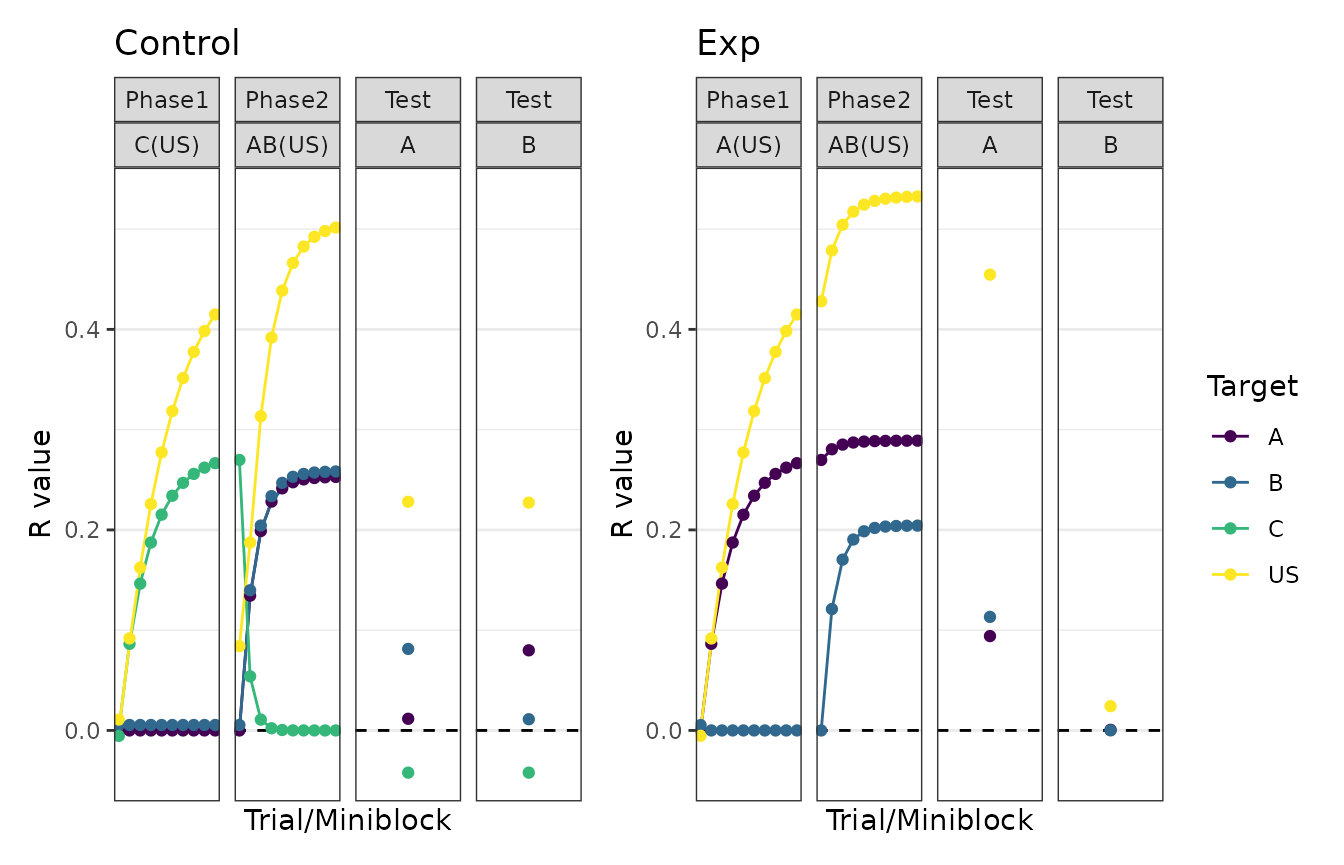 Control
Exp
Phase1 Phase2 Test Test
C(US) AB(US) A B
Phase1 Phase2 Test Test
A(US) AB(US) A B
R value
0.4
0.2
0.0
Trial/Miniblock
R value
0.4
0.2
0.0
Trial/Miniblock
Target
A
B
C
US